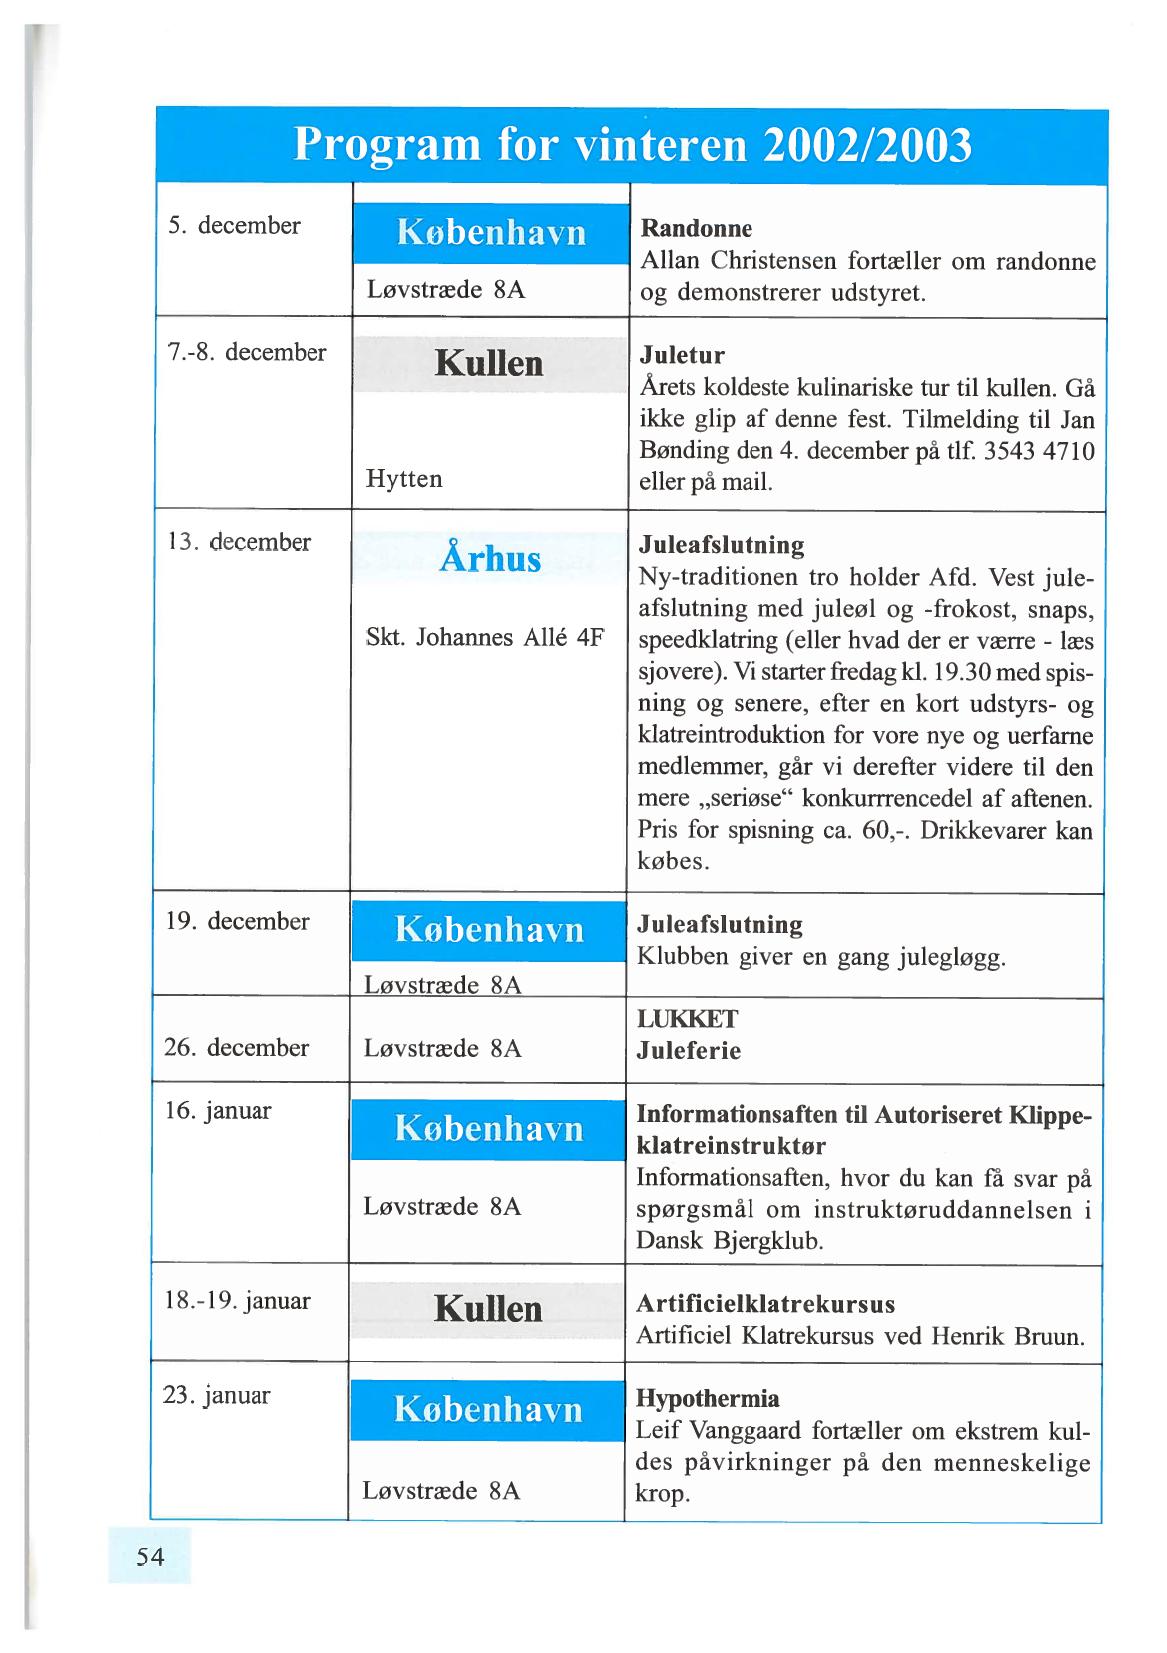 Program for vinteren 2002/2003
5. december
København
Løvstræde 8A
Randonne
Allan Christensen fortæller om randonne
og demonstrerer udstyret.
7.-8. december
Kullen
Hytten
Juletur
Årets koldeste kulinariske tur til kullen. Gå
ikke glip af denne fest. Tilmelding til Jan
Bønding den 4. december på tlf. 3543 4710
eller på mail.
13. december
Århus
Skt. Johannes Allé 4F
Juleafslutning
Ny-traditionen tro holder Afd. Vest jule-
afslutning med juleøl og -frokost, snaps,
speedklatring (eller hvad der er værre - læs
sjovere). Vi starter fredag kl. 19.30 med spis-
ning og senere, efter en kort udstyrs- og
klatreintroduktion for vore nye og uerfarne
medlemmer, går vi derefter videre til den
mere „seriøse“ konkurrrencedel af aftenen.
Pris for spisning ca. 60,-. Drikkevarer kan
købes.
19. december
København
Løvstræde 8A
Juleafslutning
Klubben giver en gang julegløgg.
26. december
Løvstræde 8A
LUKKET
Juleferie
16. januar
København
Løvstræde 8A
Informationsaften til Autoriseret Klippe-
klatreinstruktør
Informationsaften, hvor du kan få svar på
spørgsmål om instruktøruddannelsen i
Dansk Bjergklub.
18.-19. januar
Kullen
Artificielklatrekursus
Artificiel Klatrekursus ved Henrik Bruun.
23. januar
København
Løvstræde 8A
Hypothermia
Leif Vanggaard fortæller om ekstrem kul-
des påvirkninger på den menneskelige
krop.
54